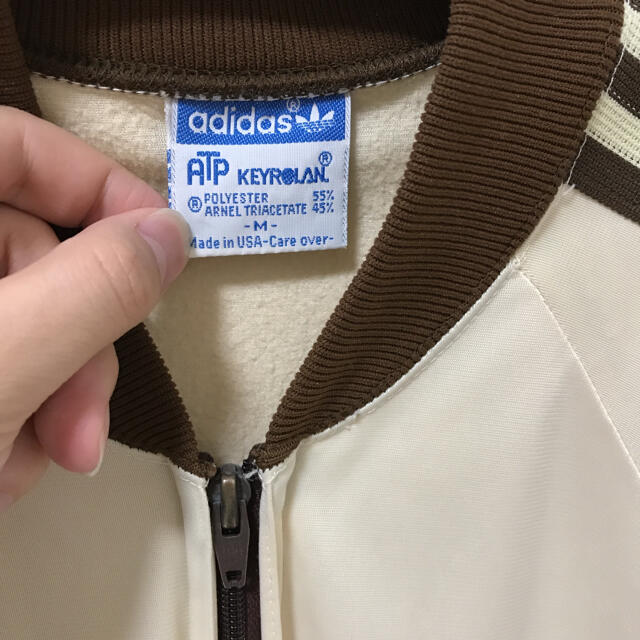 adidas®
ATP KEYROLAN®
® POLYESTER 55%
ARNEL TRIACETATE 45%
-M-
Made in USA-Care over-